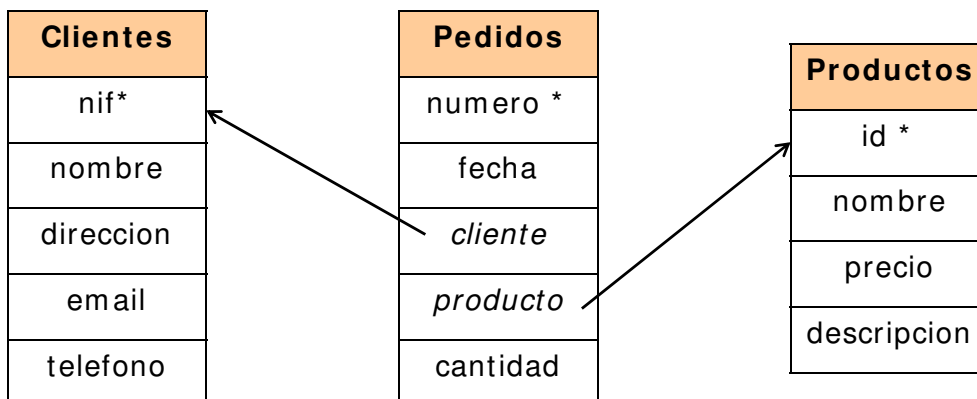 Clientes
nif*
nombre
direccion
email
telefono
Pedidos
numero *
fecha
cliente
producto
cantidad
Productos
id *
nombre
precio
descripcion